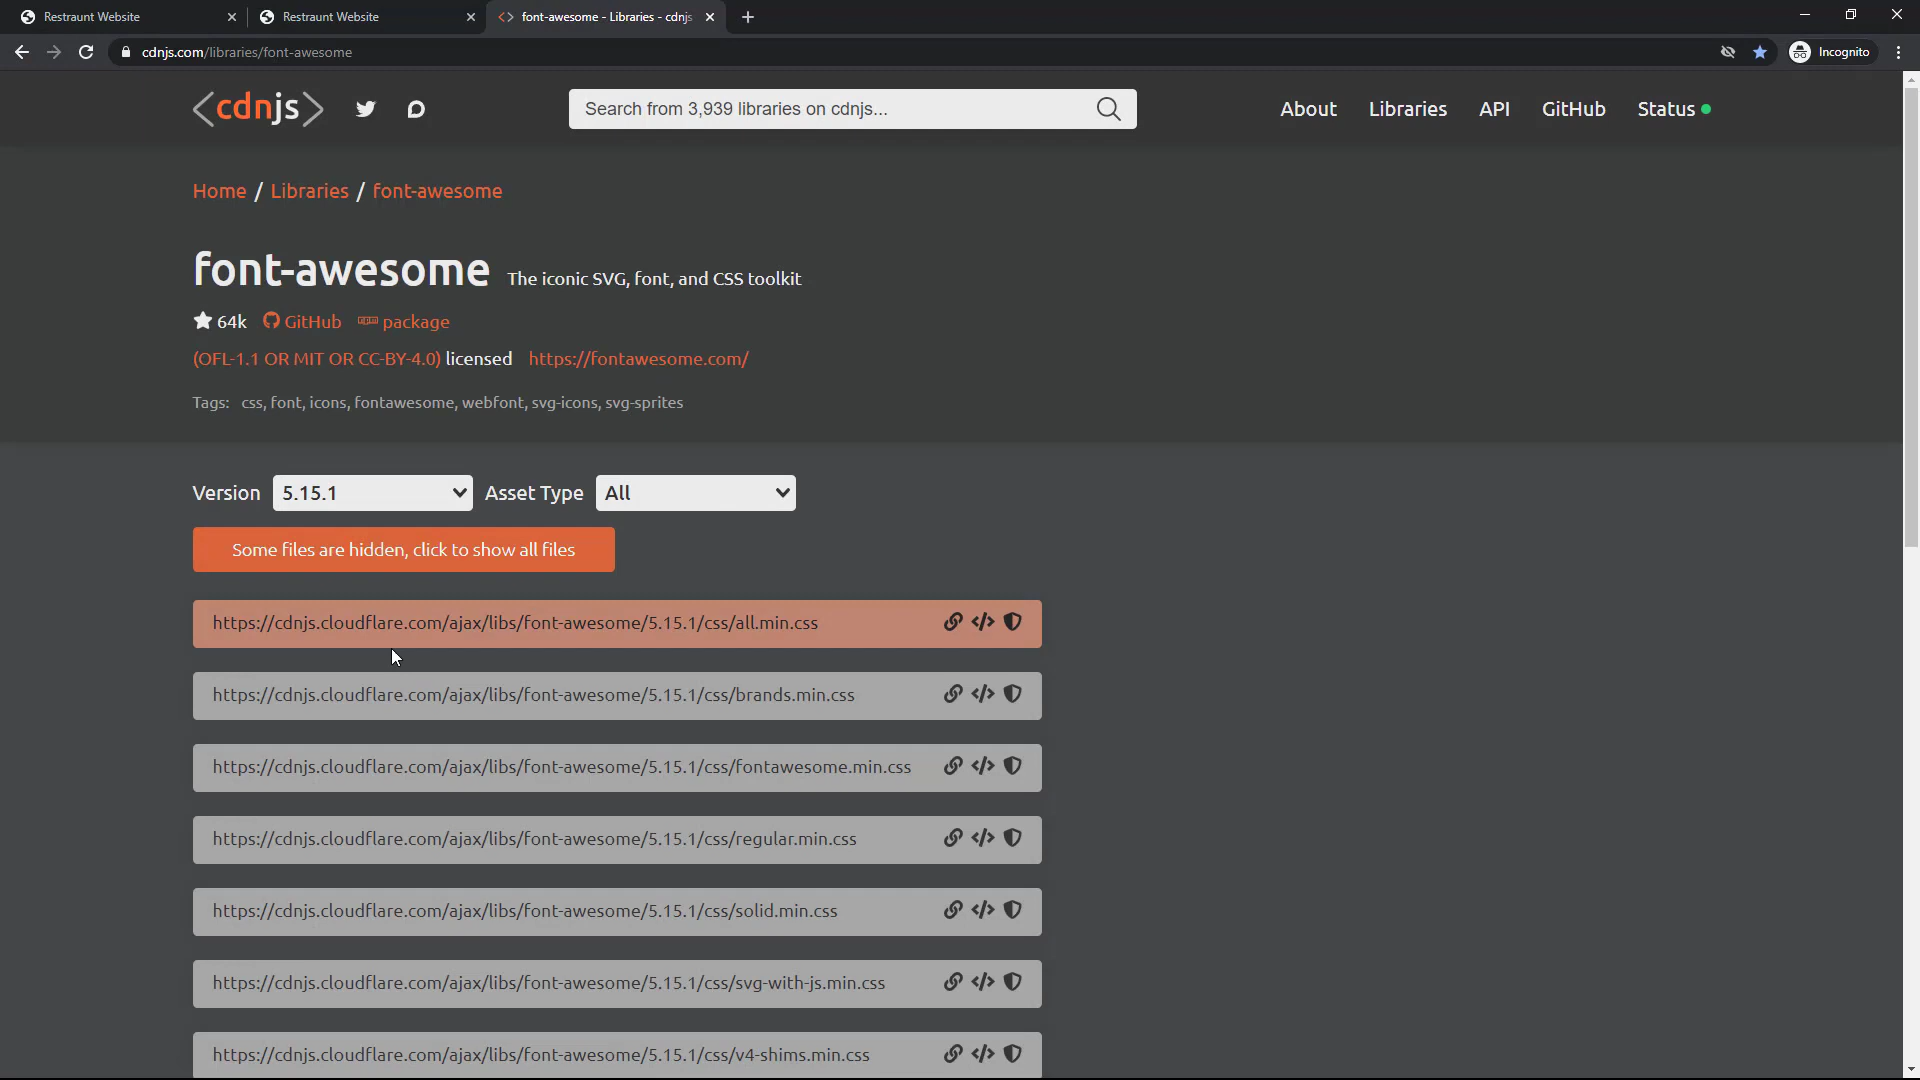 Restraunt Website
Restraunt Website
font-awesome - Libraries - cdnjs
cdnjs.com/libraries/font-awesome
Incognito
<cdnjs>
Search from 3,939 libraries on cdnjs...
About
Libraries
API
GitHub
Status
Home / Libraries / font-awesome
font-awesome The iconic SVG, font, and CSS toolkit
64k GitHub npm package
(OFL-1.1 OR MIT OR CC-BY-4.0) licensed https://fontawesome.com/
Tags: css, font, icons, fontawesome, webfont, svg-icons, svg-sprites
Version 5.15.1 Asset Type All
Some files are hidden, click to show all files
https://cdnjs.cloudflare.com/ajax/libs/font-awesome/5.15.1/css/all.min.css
https://cdnjs.cloudflare.com/ajax/libs/font-awesome/5.15.1/css/brands.min.css
https://cdnjs.cloudflare.com/ajax/libs/font-awesome/5.15.1/css/fontawesome.min.css
https://cdnjs.cloudflare.com/ajax/libs/font-awesome/5.15.1/css/regular.min.css
https://cdnjs.cloudflare.com/ajax/libs/font-awesome/5.15.1/css/solid.min.css
https://cdnjs.cloudflare.com/ajax/libs/font-awesome/5.15.1/css/svg-with-js.min.css
https://cdnjs.cloudflare.com/ajax/libs/font-awesome/5.15.1/css/v4-shims.min.css